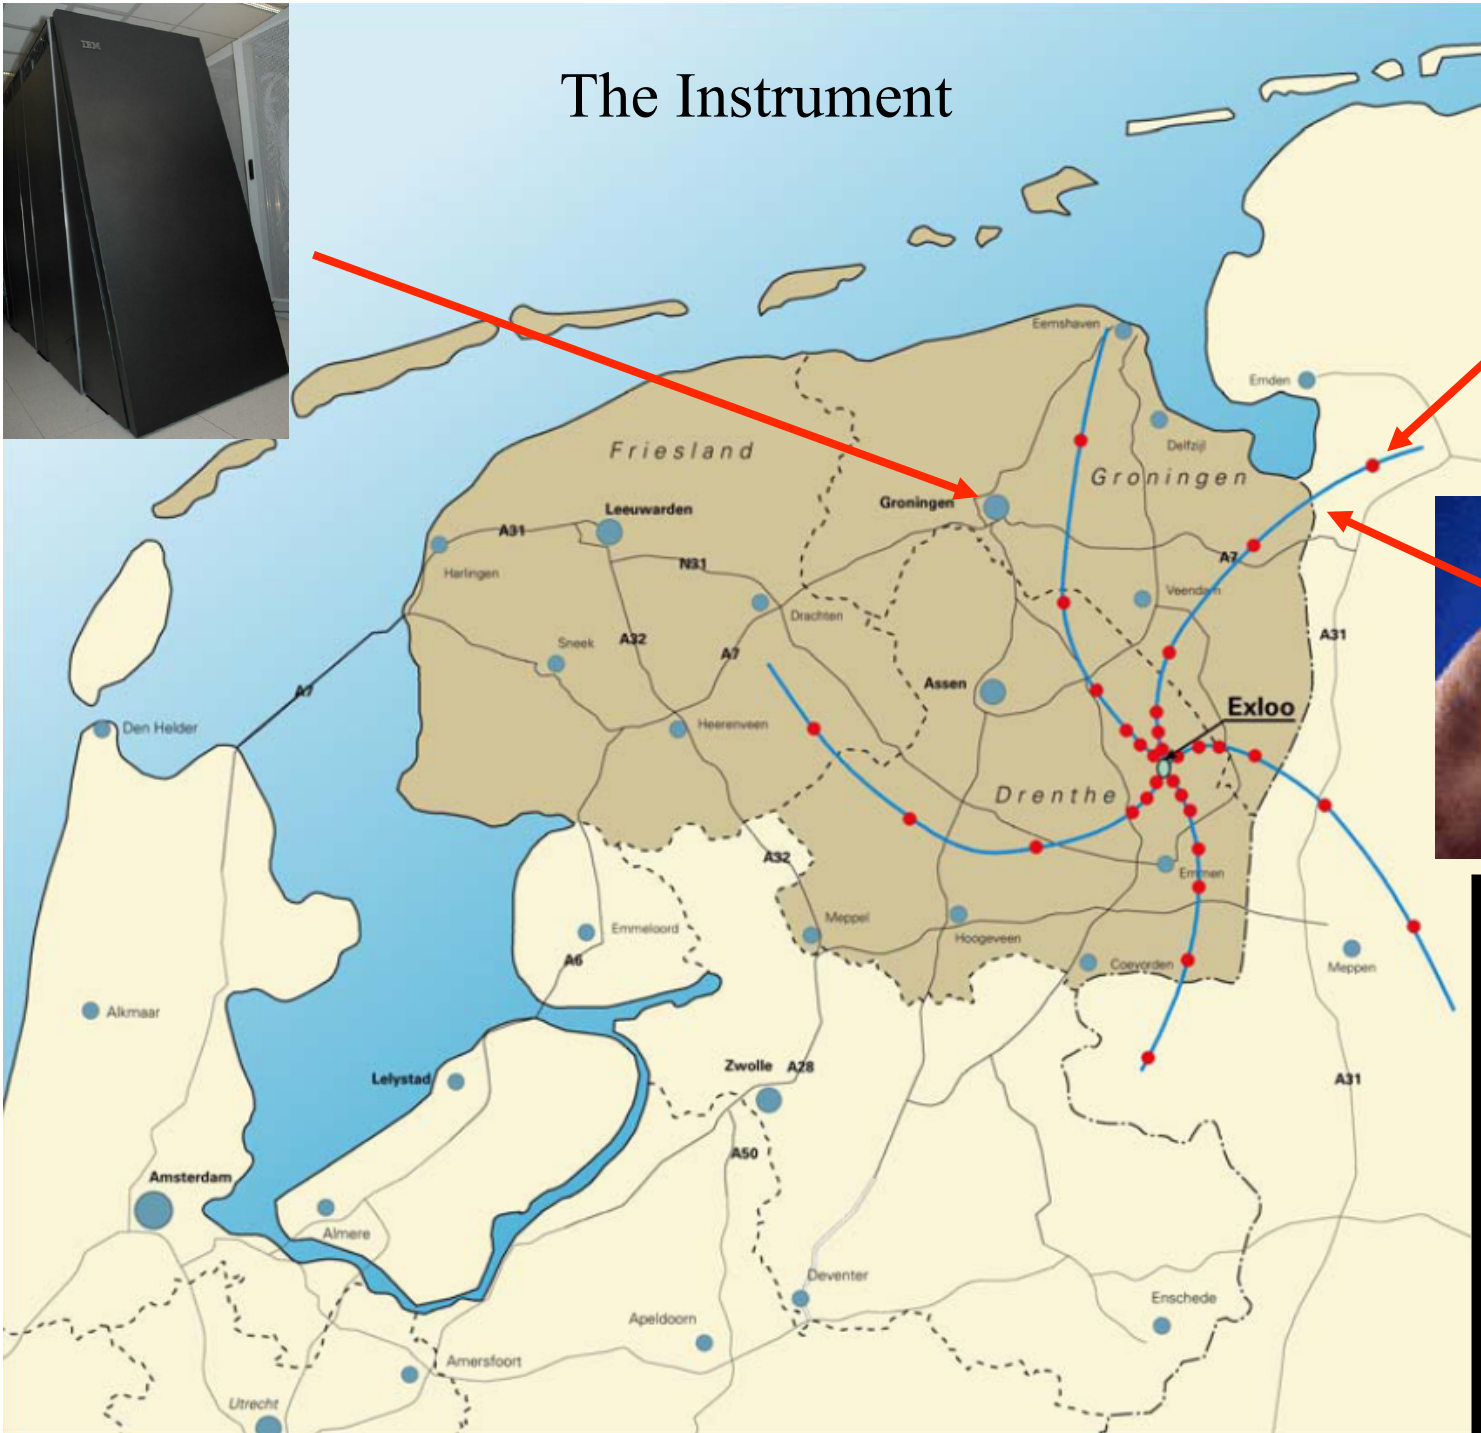 IBM
The Instrument
Eemshaven
Emden
Delfzijl
Friesland
Groningen
Groningen
Leeuwarden
A31
Harlingen
N31
A7
Veendam
Drachten
A31
Sneek
A32
A7
Assen
A7
Exloo
Den Helder
Heerenveen
Drenthe
A32
Emmen
Meppel
Emmeloord
Hoogeveen
A6
Coevorden
Meppen
Alkmaar
Zwolle A28
Lelystad
A31
A50
Amsterdam
Almere
Deventer
Enschede
Apeldoorn
Amersfoort
Utrecht